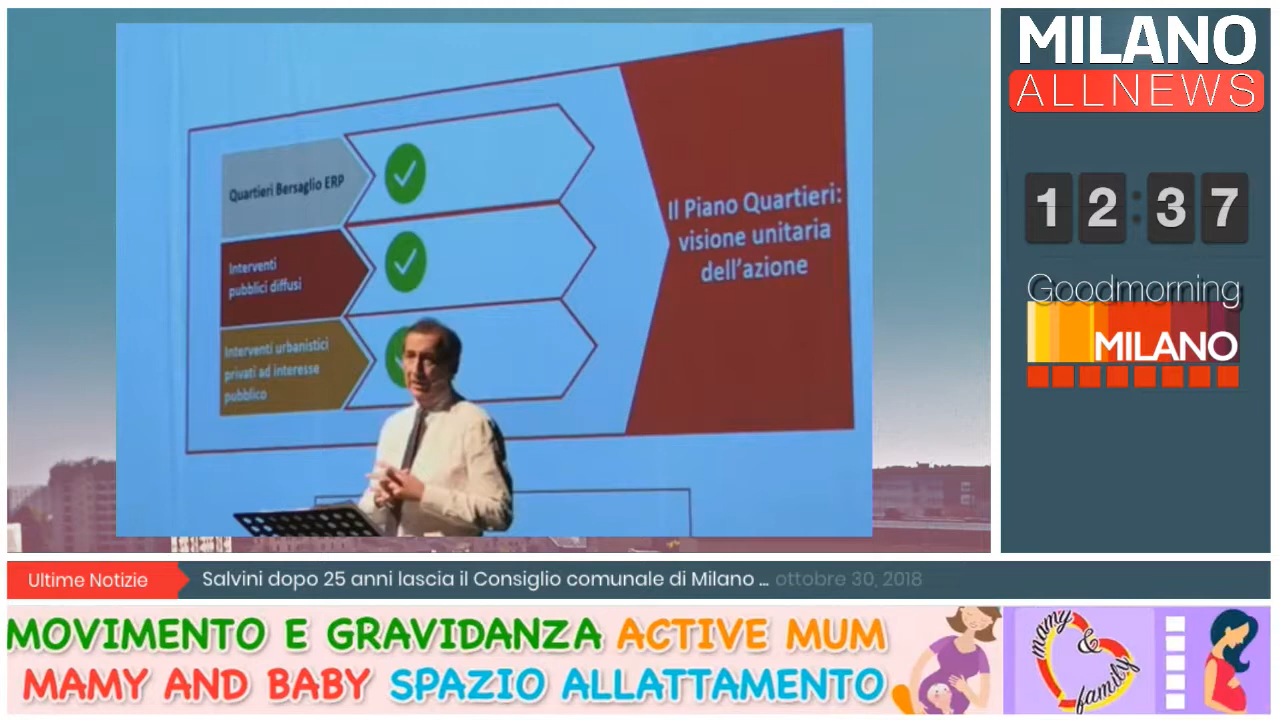 Quartieri Bersaglio ERP
Interventi
pubblici diffusi
Interventi urbanistici
privati ad interesse
pubblico
Il Piano Quartieri:
visione unitaria
dell'azione
MILANO
ALLNEWS
12:37
Goodmorning
MILANO
Ultime Notizie
Salvini dopo 25 anni lascia il Consiglio comunale di Milano ... ottobre 30, 2018
MOVIMENTO E GRAVIDANZA ACTIVE MUM
MAMY AND BABY SPAZIO ALLATTAMENTO
mamy & family